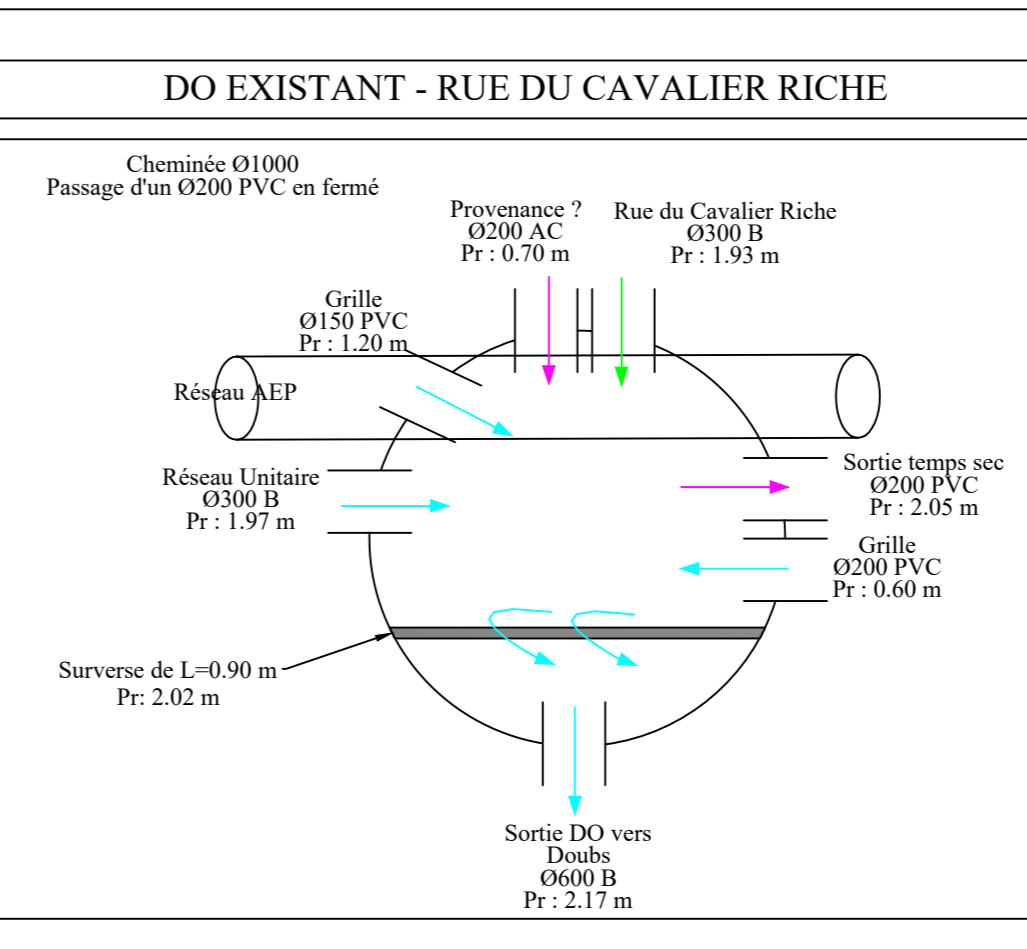 DO EXISTANT - RUE DU CAVALIER RICHE
Cheminée Ø1000
Passage d'un Ø200 PVC en fermé
Provenance ?
Ø200 AC
Pr : 0.70 m
Rue du Cavalier Riche
Ø300 B
Pr : 1.93 m
Grille
Ø150 PVC
Pr : 1.20 m
Réseau AEP
Réseau Unitaire
Ø300 B
Pr : 1.97 m
Sortie temps sec
Ø200 PVC
Pr : 2.05 m
Grille
Ø200 PVC
Pr : 0.60 m
Surverse de L=0.90 m
Pr: 2.02 m
Sortie DO vers
Doubs
Ø600 B
Pr : 2.17 m